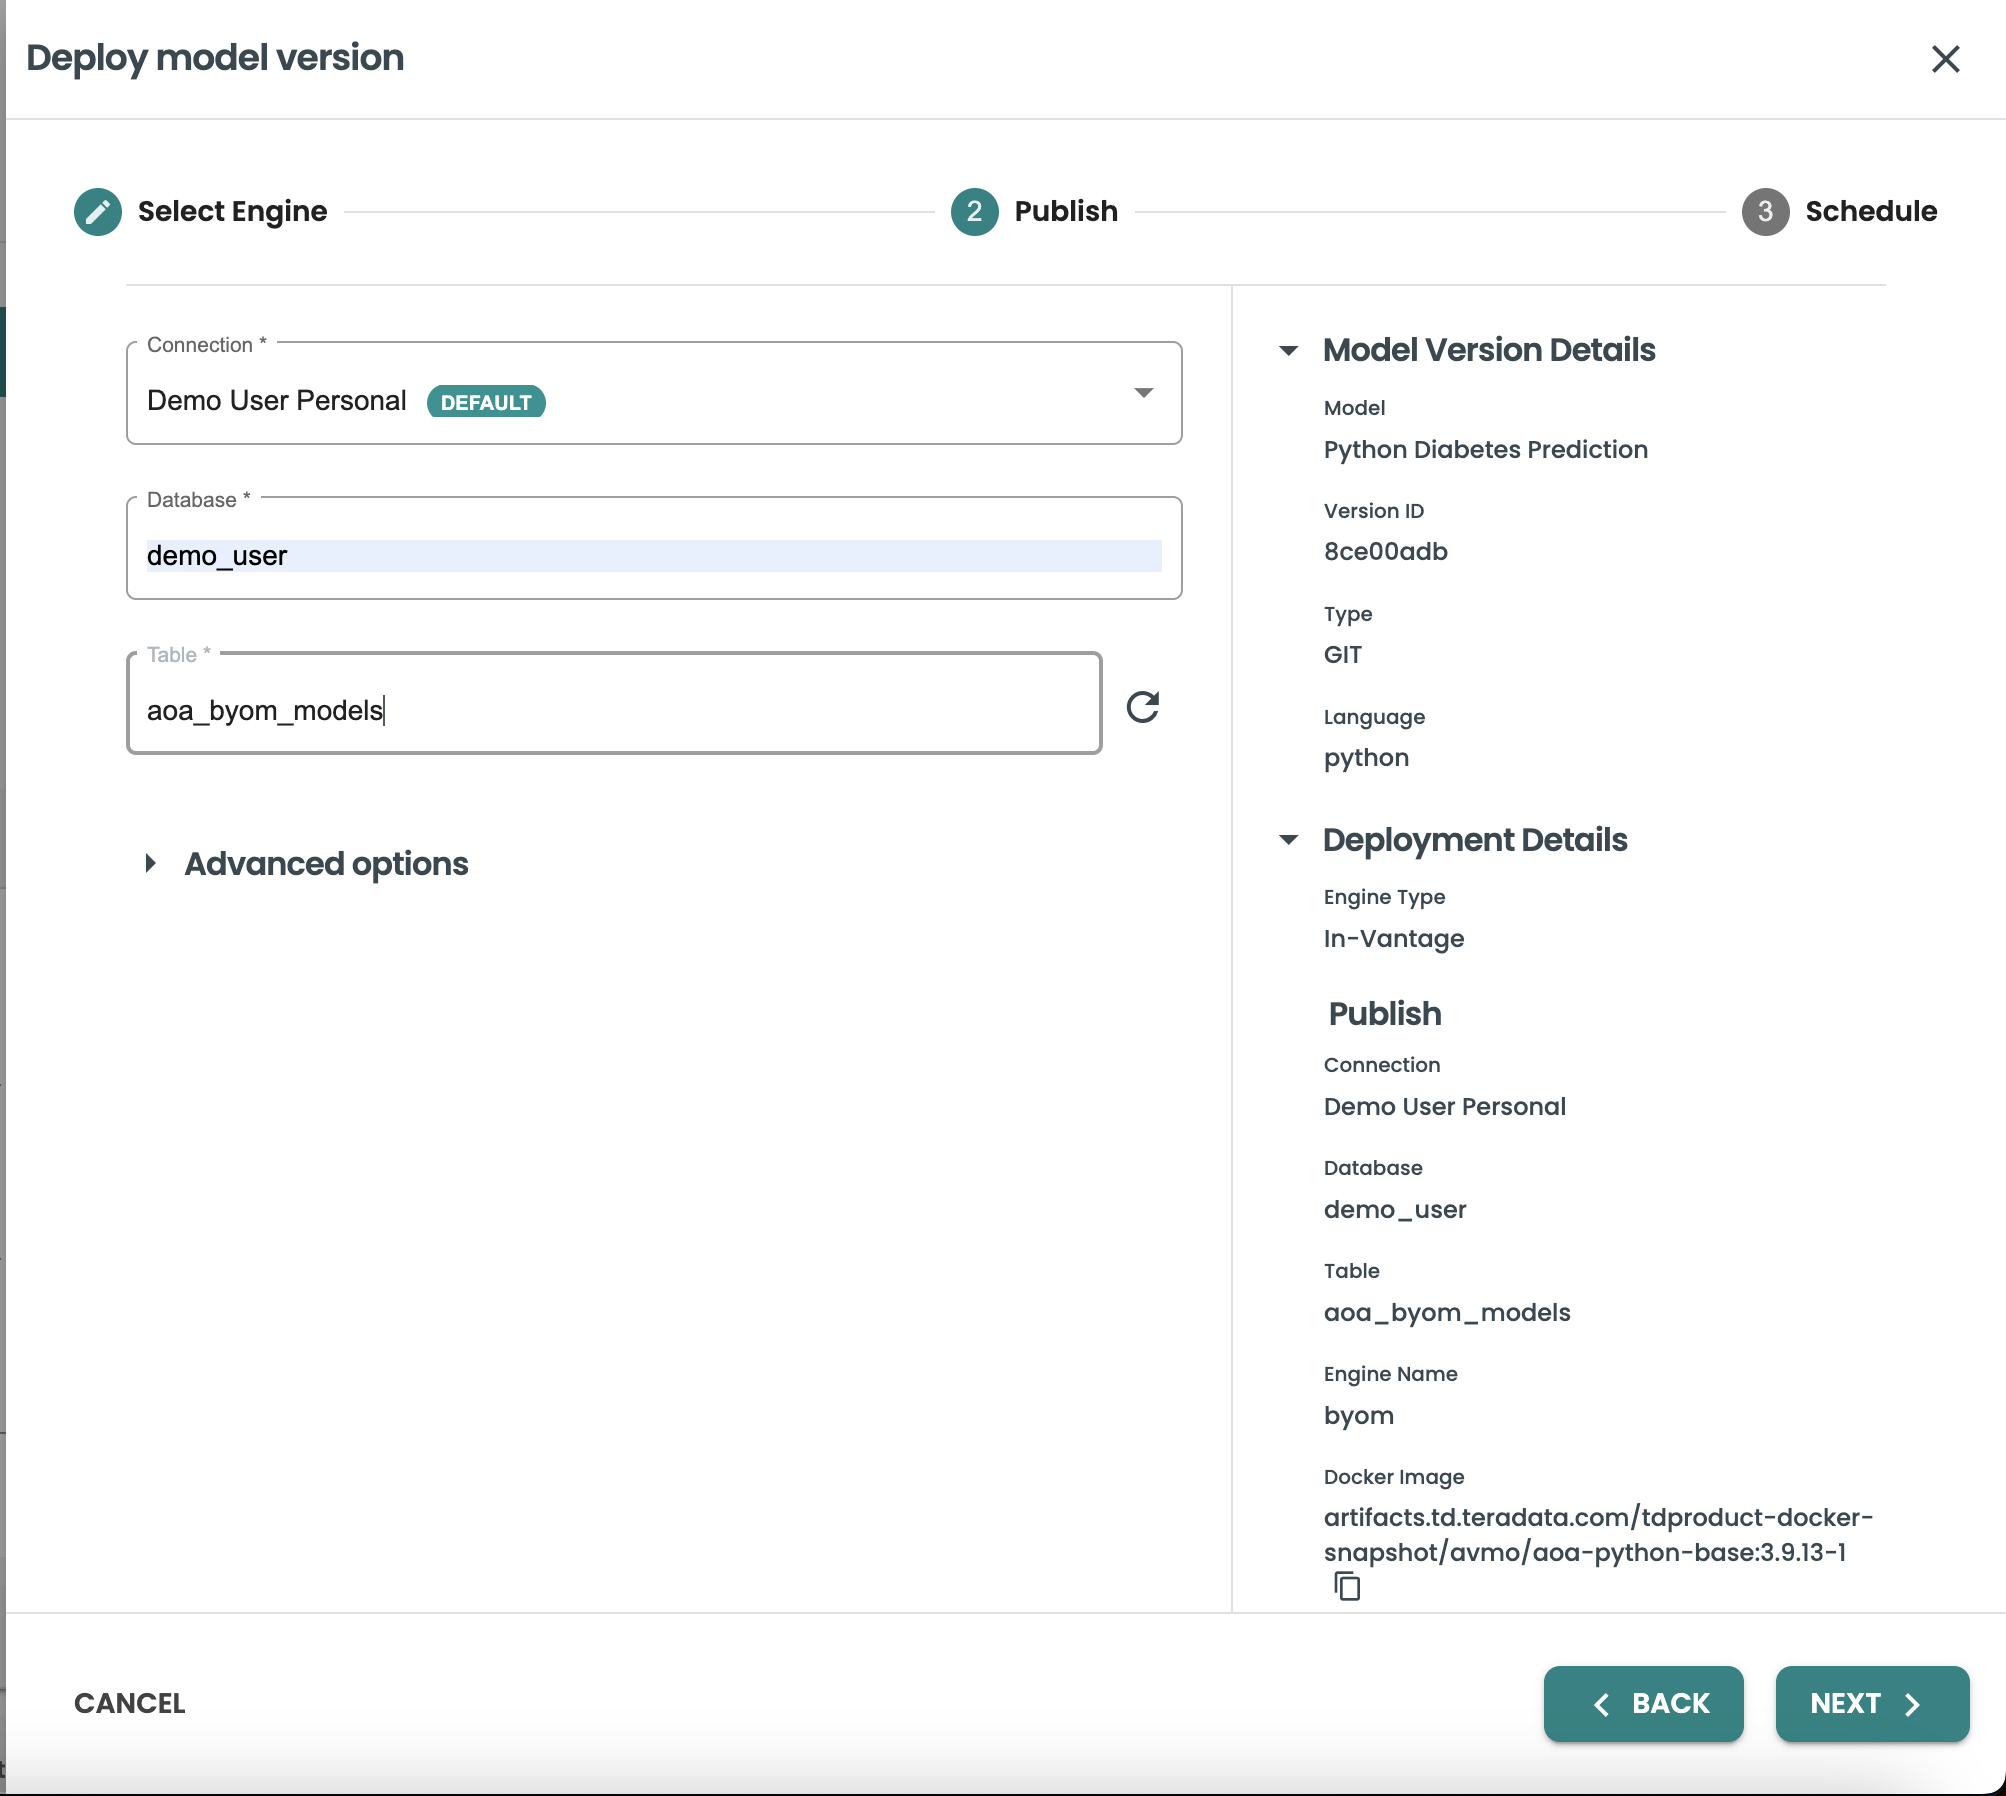 Deploy model version
Select Engine
2 Publish
3 Schedule
Connection *
Demo User Personal DEFAULT
Database *
demo_user
Table *
aoa_byom_models
Advanced options
Model Version Details
Model
Python Diabetes Prediction
Version ID
8ce00adb
Type
GIT
Language
python
Deployment Details
Engine Type
In-Vantage
Publish
Connection
Demo User Personal
Database
demo_user
Table
aoa_byom_models
Engine Name
byom
Docker Image
artifacts.td.teradata.com/tdproduct-docker-
snapshot/avmo/aoa-python-base:3.9.13-1
CANCEL
BACK
NEXT